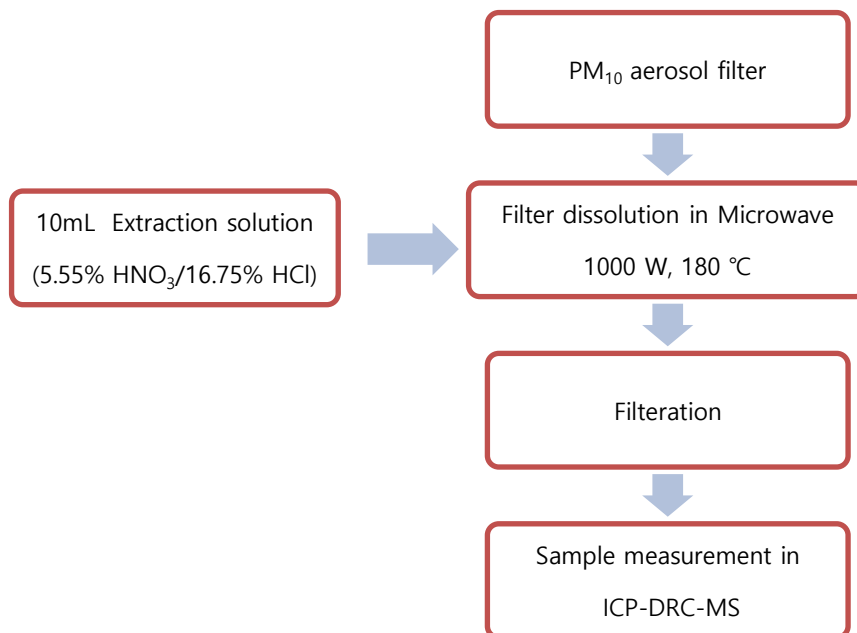 PM₁₀ aerosol filter
10mL Extraction solution
(5.55% HNO₃/16.75% HCl)
Filter dissolution in Microwave
1000 W, 180 ℃
Filteration
Sample measurement in
ICP-DRC-MS